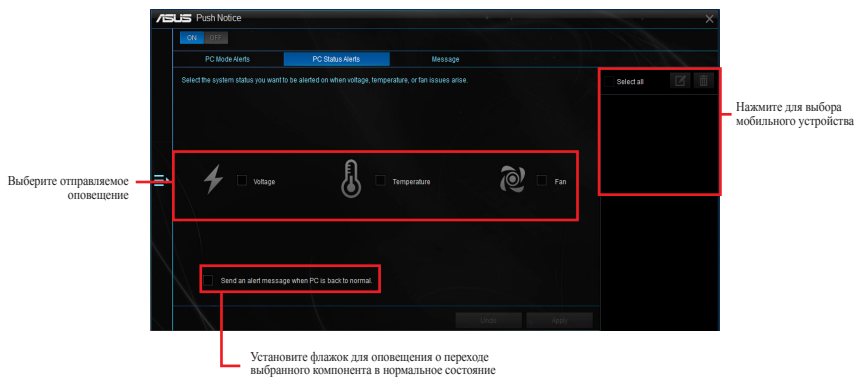 ASUS Push Notice
ON OFF
PC Mode Alerts PC Status Alerts Message
Select the system status you want to be alerted on when voltage, temperature, or fan issues arise.
Select all
Нажмите для выбора
мобильного устройства
Выберите отправляемое
оповещение
Voltage Temperature Fan
Send an alert message when PC is back to normal.
Undo Apply
Установите флажок для оповещения о переходе
выбранного компонента в нормальное состояние